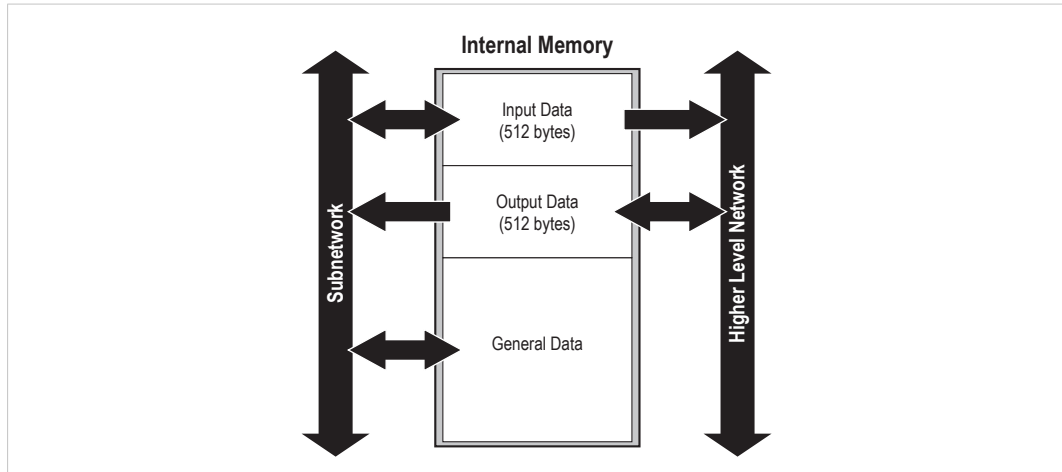 Internal Memory
Input Data
(512 bytes)
Output Data
(512 bytes)
General Data
Subnetwork
Higher Level Network